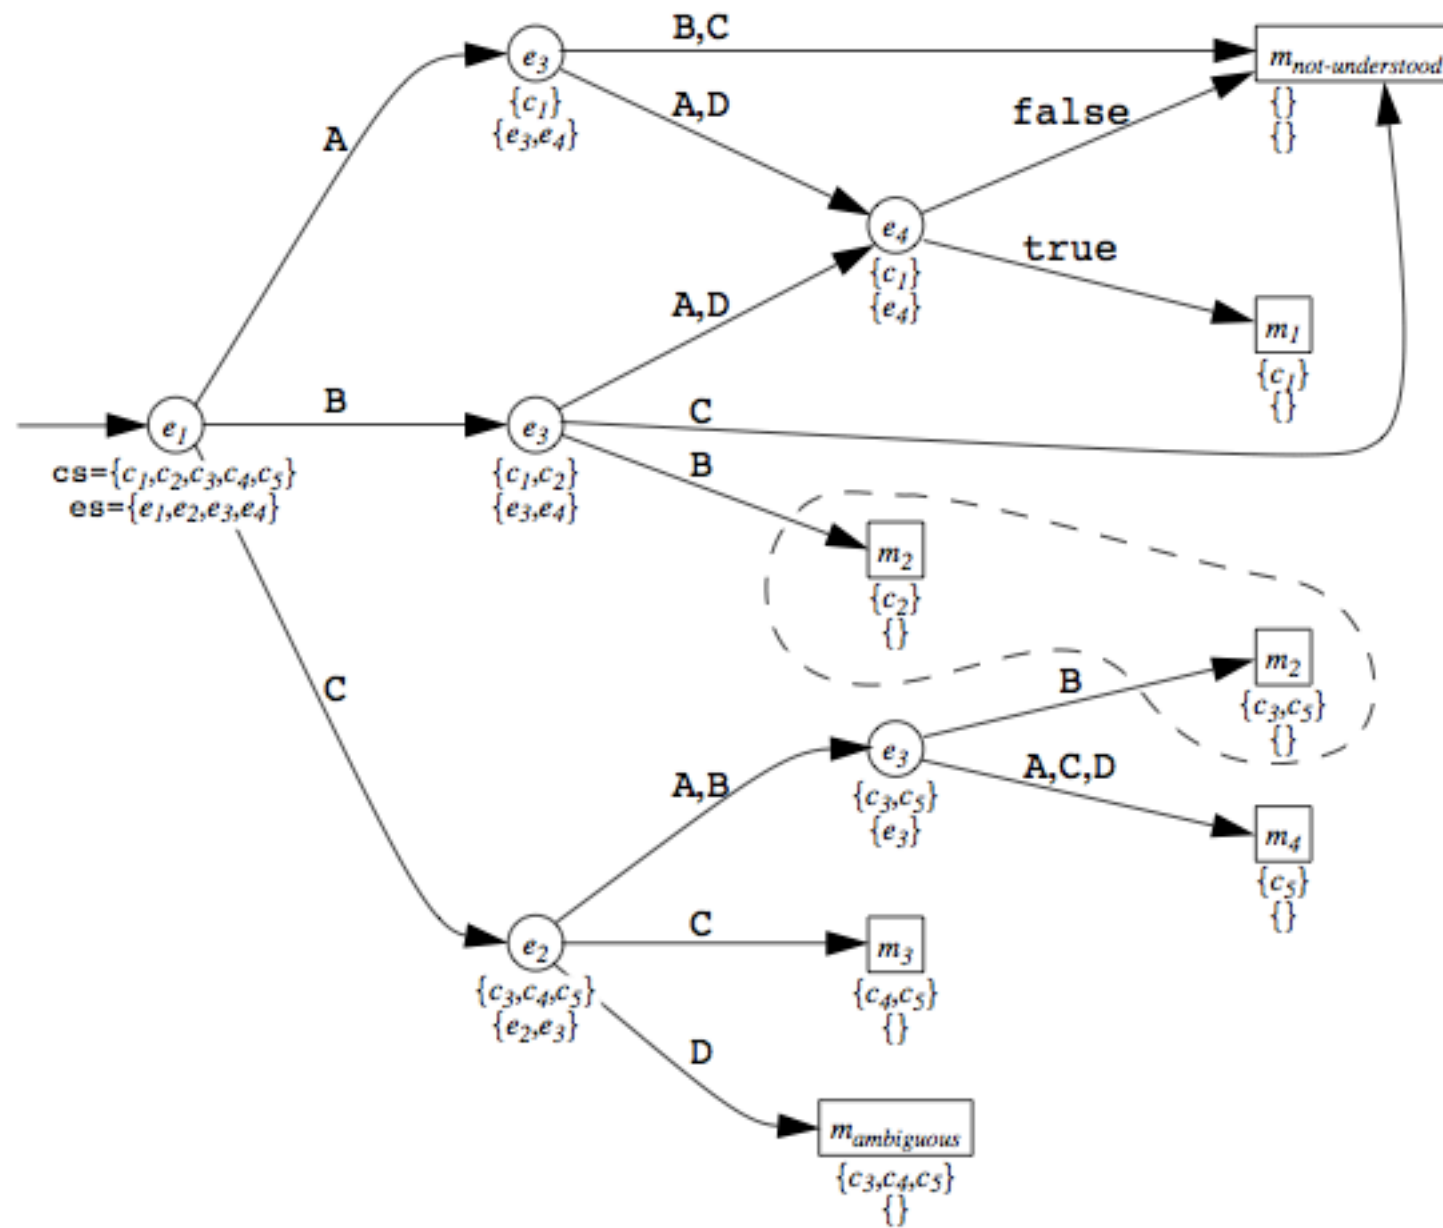 B,C
e3
mnot-understood
{c1}
{e3,e4}
A,D
false
{}
{}
A
e4
true
{c1}
{e4}
A,D
m1
{c1}
{}
B
C
e1
e3
cs={c1,c2,c3,c4,c5}
es={e1,e2,e3,e4}
{c1,c2}
{e3,e4}
B
m2
{c2}
{}
C
B
m2
{c3,c5}
{}
e3
A,B
{c3,c5}
{e3}
A,C,D
m4
{c5}
{}
e2
C
m3
{c3,c4,c5}
{e2,e3}
{c4,c5}
{}
D
mambiguous
{c3,c4,c5}
{}